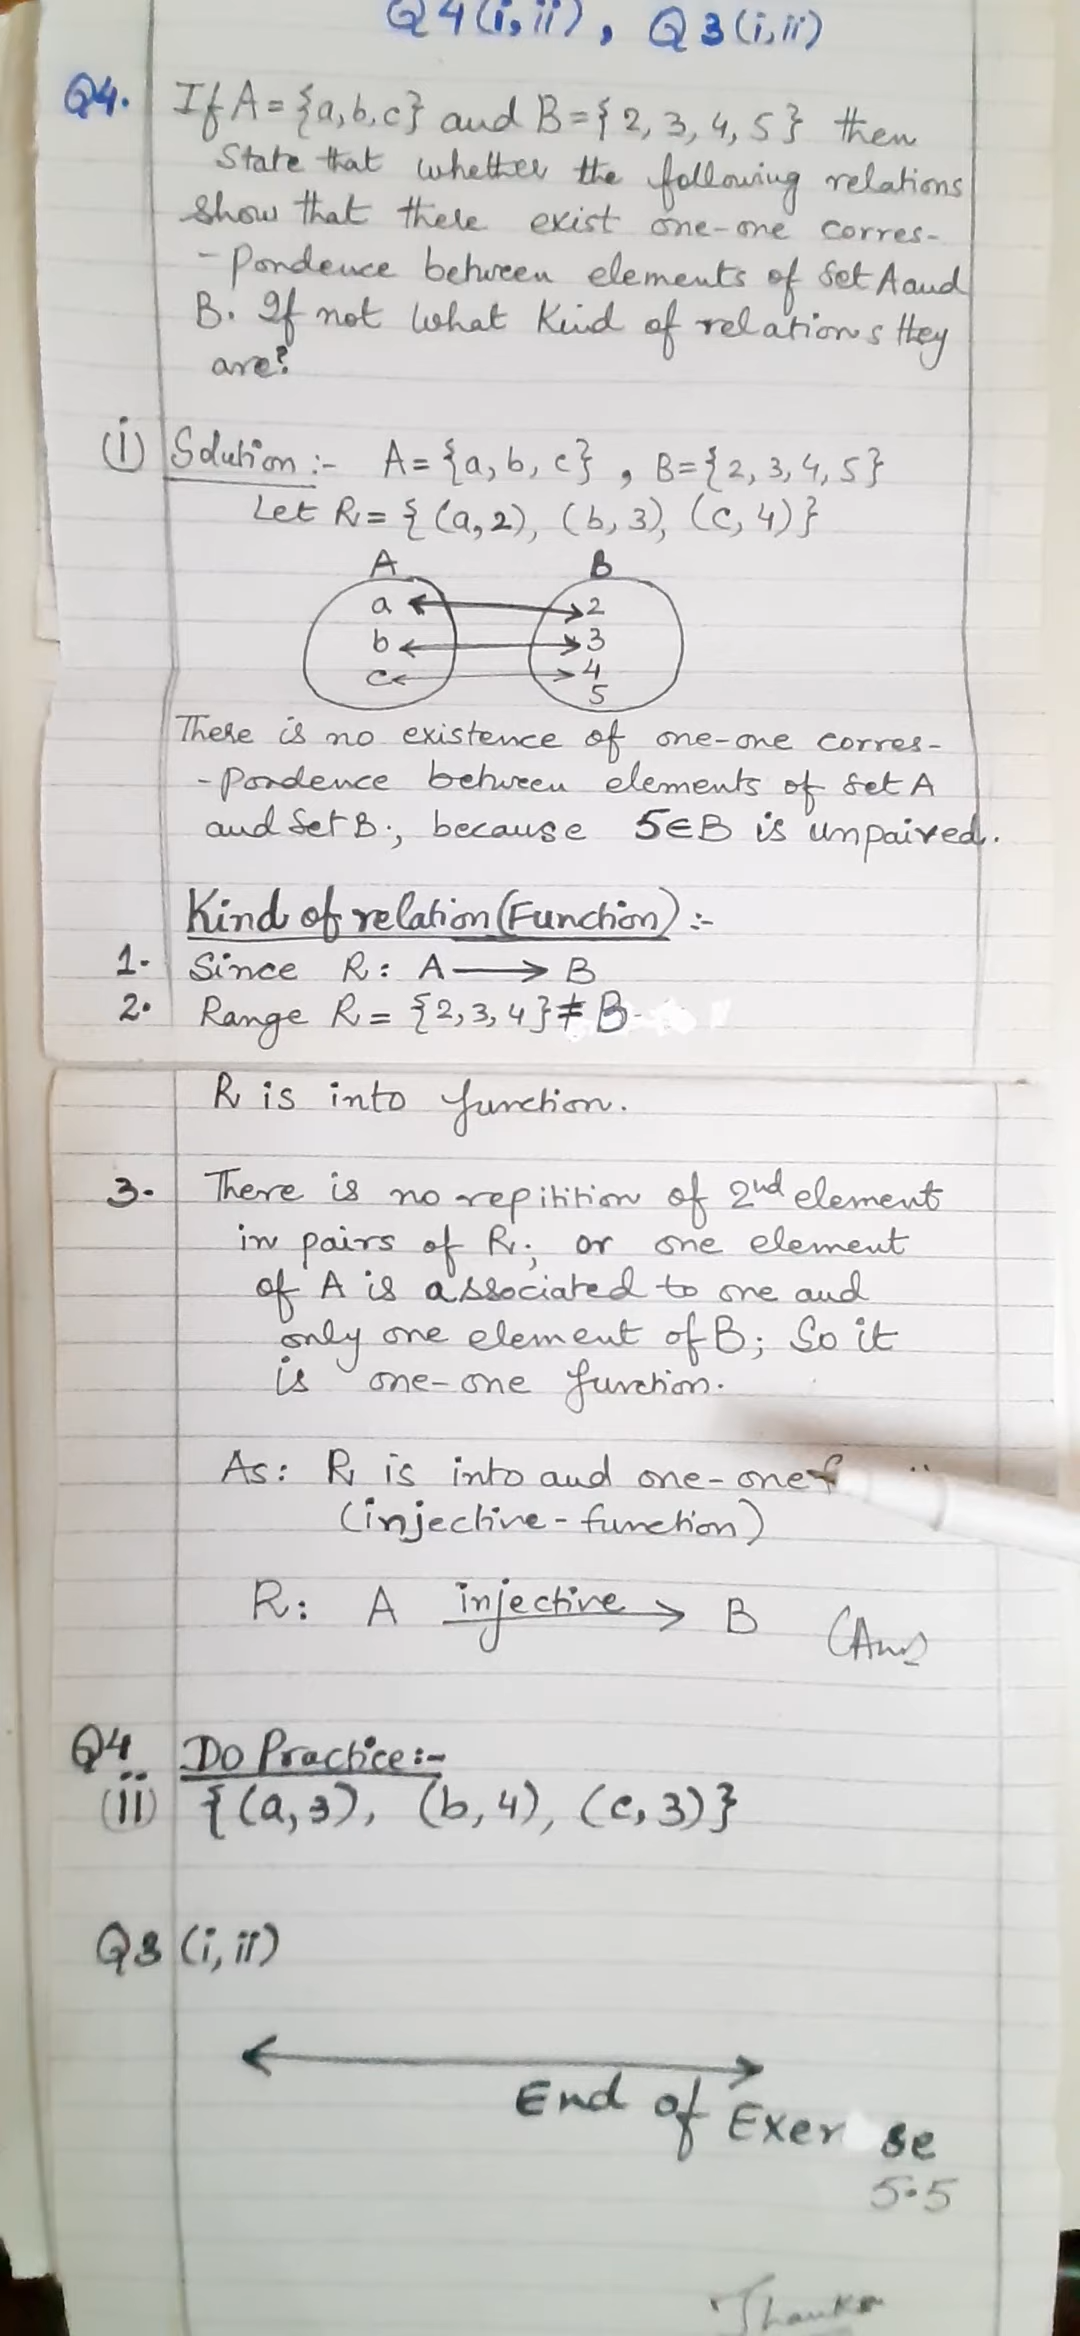 Q4(i,ii), Q3(i,ii)
Q4. If A={a,b,c} and B={2,3,4,5} then
State that whether the following relations
show that there exist one-one corres-
-pondence between elements of Set A and
B. If not what Kind of relations they
are?
(i) Solution:- A={a,b,c}, B={2,3,4,5}
Let R={(a,2), (b,3), (c,4)}
A B
a 2
b 3
c 4
5
There is no existence of one-one corres-
-pondence between elements of Set A
and Set B., because 5∈B is unpaired.
Kind of relation(Function):-
1. Since R: A ⟶ B
2. Range R = {2,3,4} ≠ B
R is into function.
3. There is no repitition of 2nd element
in pairs of R; or one element
of A is associated to one and
only one element of B; So it
is one-one function.
As: R is into and one-one
(injective-function)
R: A injective→ B (Ans)
Q4 Do Practice:-
(ii) {(a,3), (b,4), (c,3)}
Q3 (i,ii)
End of Exer se
5.5
Thanks